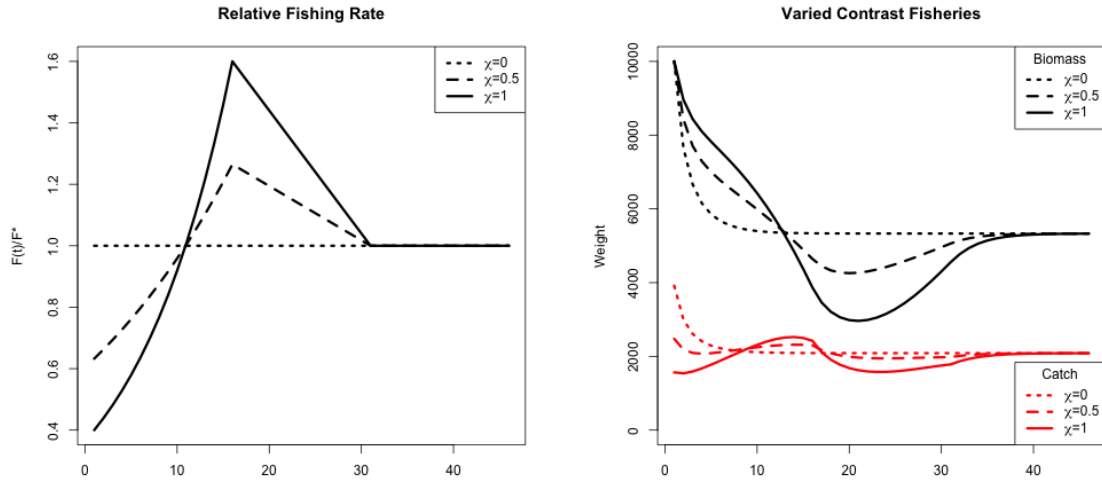 Relative Fishing Rate
F(t)/F*
1.6
1.4
1.2
1.0
0.8
0.6
0.4
0 10 20 30 40
χ=0
χ=0.5
χ=1
Varied Contrast Fisheries
Weight
10000
8000
6000
4000
2000
0
0 10 20 30 40
Biomass
χ=0
χ=0.5
χ=1
Catch
χ=0
χ=0.5
χ=1